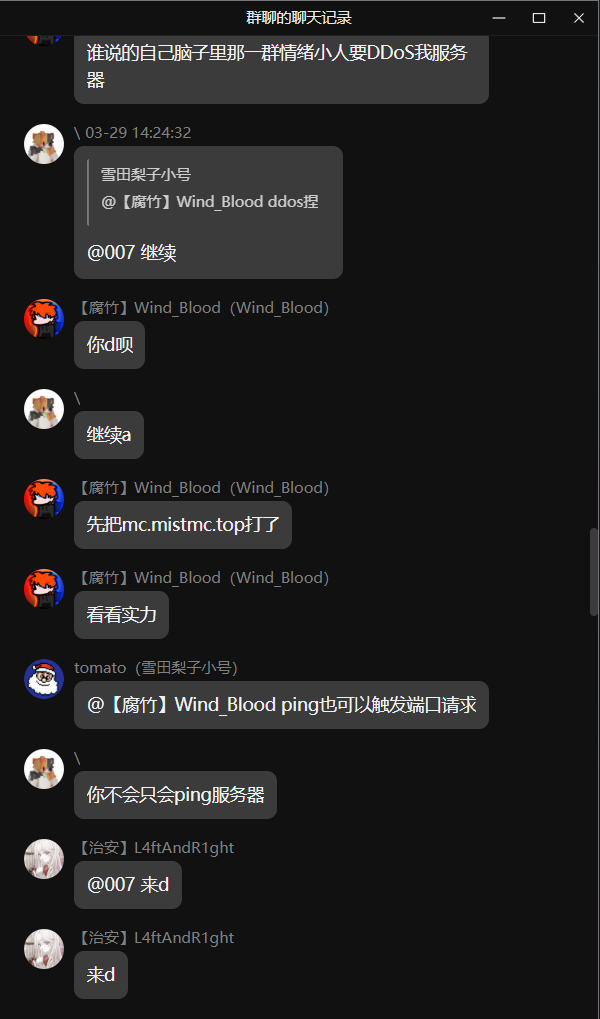 群聊的聊天记录
谁说的自己脑子里那一群情绪小人要DDoS我服务
器
\ 03-29 14:24:32
雪田梨子小号
@【腐竹】Wind_Blood ddos捏
@007 继续
【腐竹】Wind_Blood（Wind_Blood）
你d呗
\
继续a
【腐竹】Wind_Blood（Wind_Blood）
先把mc.mistmc.top打了
【腐竹】Wind_Blood（Wind_Blood）
看看实力
tomato（雪田梨子小号）
@【腐竹】Wind_Blood ping也可以触发端口请求
\
你不会只会ping服务器
【治安】L4ftAndR1ght
@007 来d
【治安】L4ftAndR1ght
来d